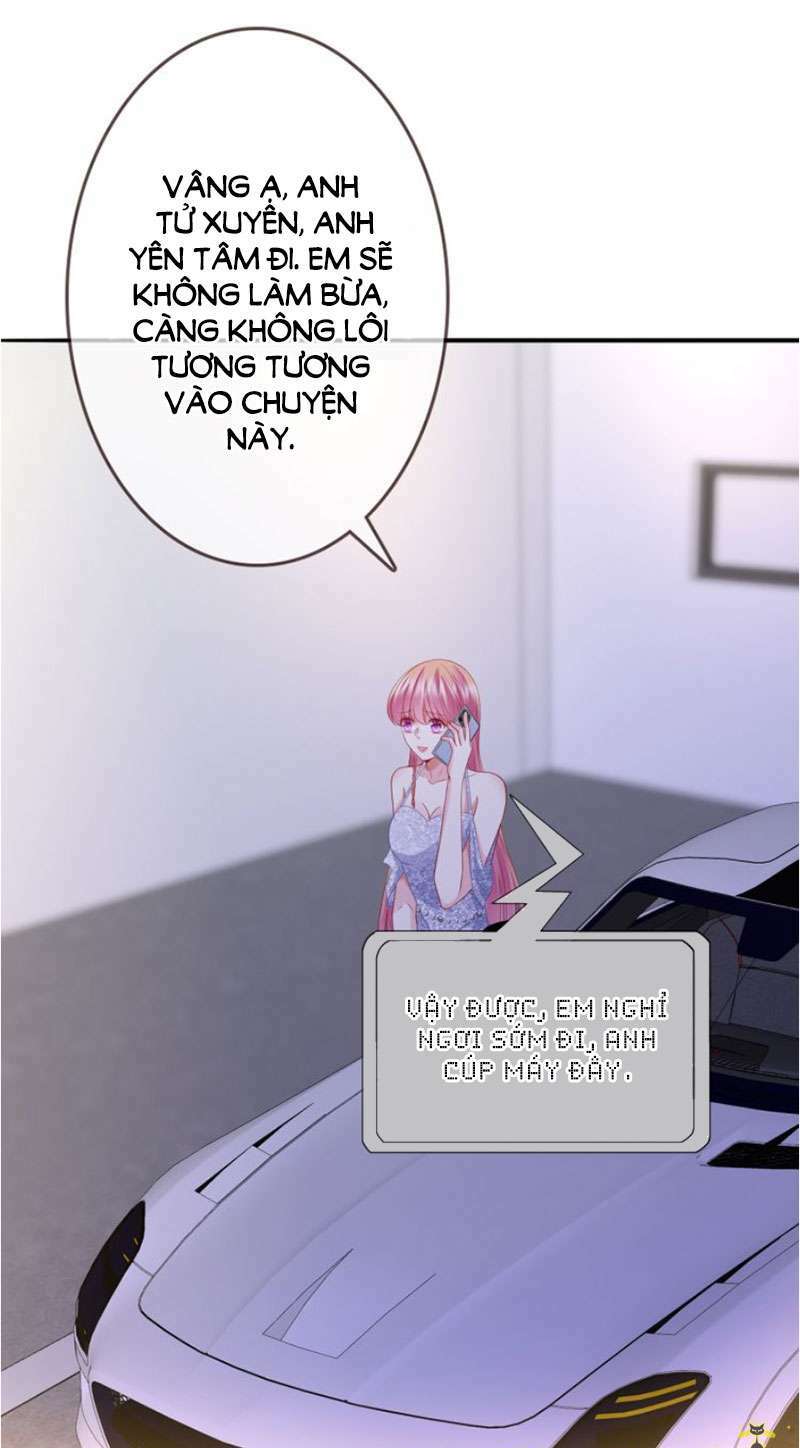 VÂNG Ạ, ANH
TỬ XUYÊN, ANH
YÊN TÂM ĐI. EM SẼ
KHÔNG LÀM BỪA,
CÀNG KHÔNG LÔI
TƯƠNG TƯƠNG
VÀO CHUYỆN
NÀY.
VẬY ĐƯỢC, EM NGHỈ
NGƠI SỚM ĐI, ANH
CÚP MÁY ĐÂY.